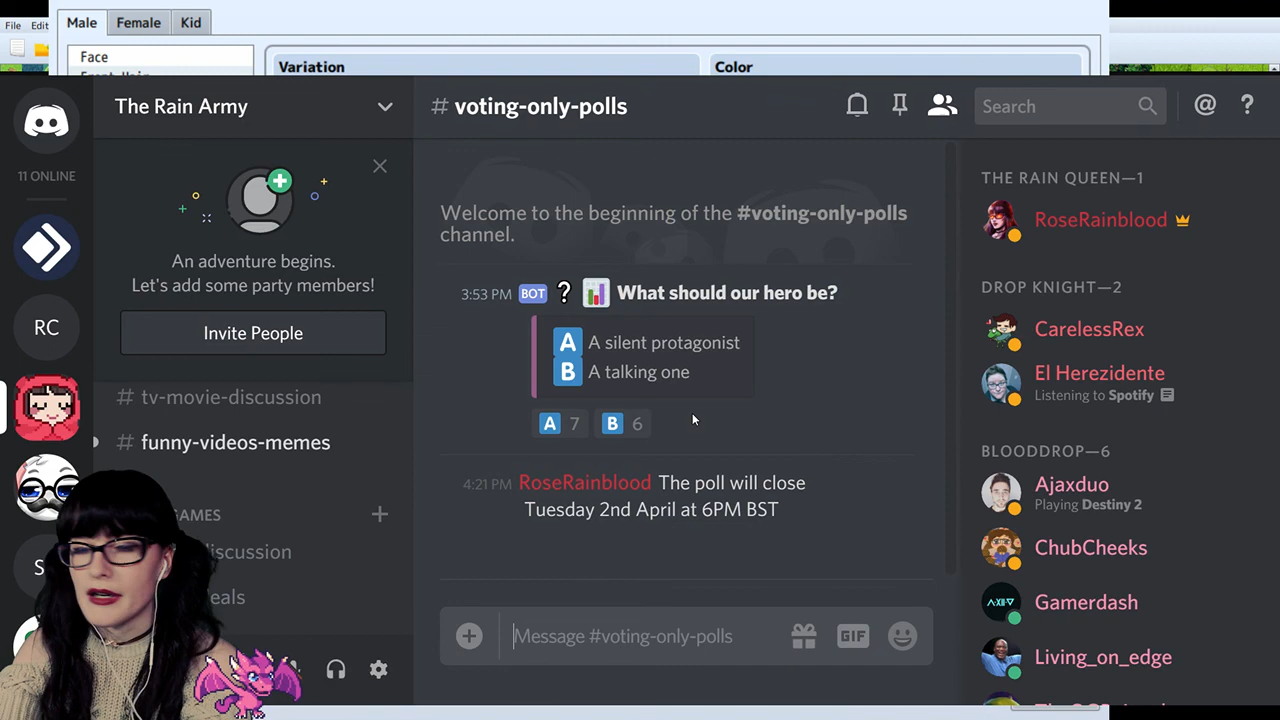 Male Female Kid
File Edit
Face
Variation
Color
11 ONLINE
RC
The Rain Army
An adventure begins.
Let's add some party members!
Invite People
# tv-movie-discussion
# funny-videos-memes
GAMES
# voting-only-polls
Search
@ ?
Welcome to the beginning of the #voting-only-polls
channel.
3:53 PM BOT ? What should our hero be?
A A silent protagonist
B A talking one
A 7 B 6
4:21 PM RoseRainblood The poll will close
Tuesday 2nd April at 6PM BST
Message #voting-only-polls
GIF
THE RAIN QUEEN—1
RoseRainblood
DROP KNIGHT—2
CarelessRex
El Herezidente
Listening to Spotify
BLOODDROP—6
Ajaxduo
Playing Destiny 2
ChubCheeks
Gamerdash
Living_on_edge